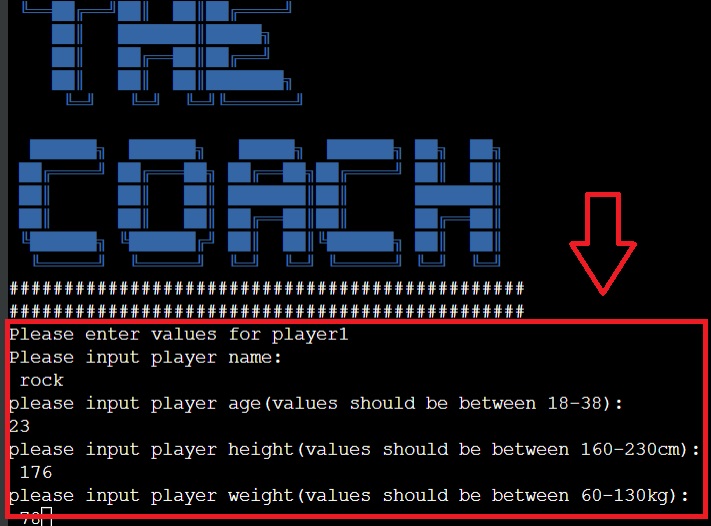 THE
COACH
###############################################
###############################################
Please enter values for player1
Please input player name:
rock
please input player age(values should be between 18-38):
23
please input player height(values should be between 160-230cm):
176
please input player weight(values should be between 60-130kg):